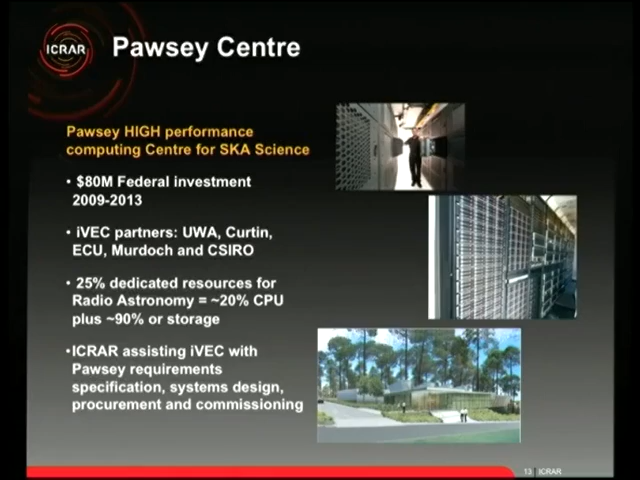 ICRAR
Pawsey Centre
Pawsey HIGH performance
computing Centre for SKA Science
• $80M Federal investment
2009-2013
• iVEC partners: UWA, Curtin,
ECU, Murdoch and CSIRO
• 25% dedicated resources for
Radio Astronomy = ~20% CPU
plus ~90% or storage
•ICRAR assisting iVEC with
Pawsey requirements
specification, systems design,
procurement and commissioning
13 | ICRAR